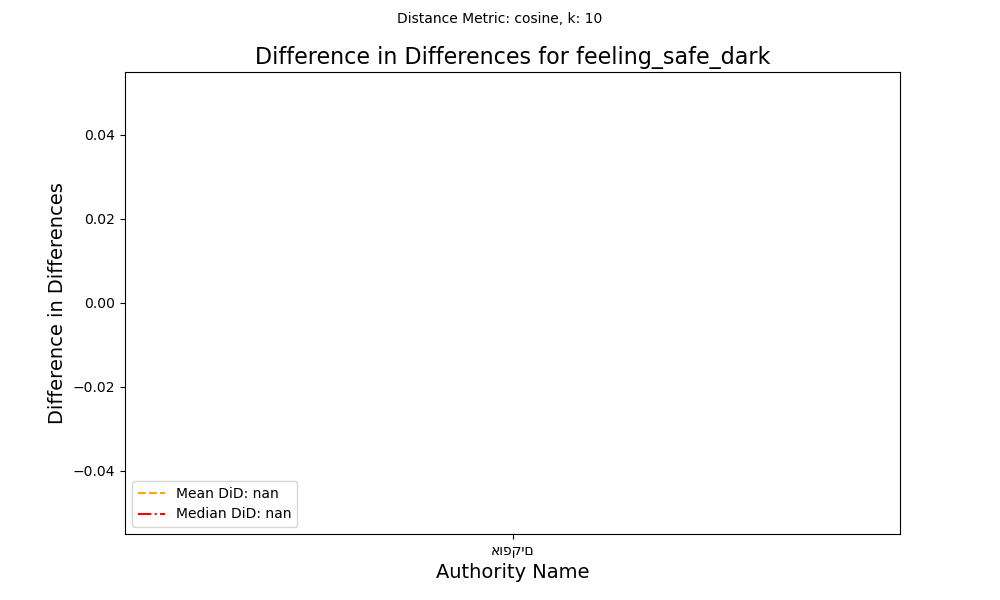 Distance Metric: cosine, k: 10
Difference in Differences for feeling_safe_dark
Difference in Differences
0.04
0.02
0.00
−0.02
−0.04
Mean DiD: nan
Median DiD: nan
אופקים
Authority Name